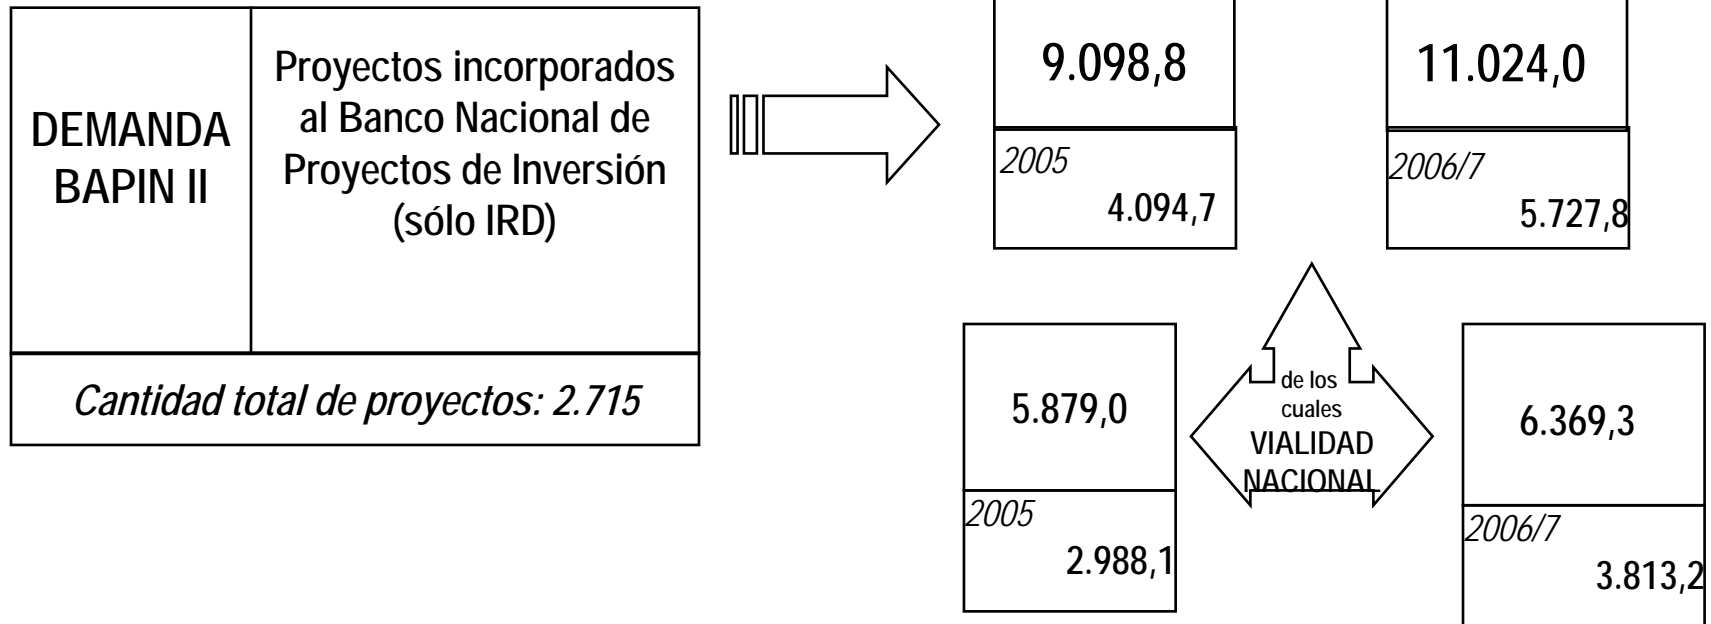 DEMANDA
BAPIN II
Proyectos incorporados
al Banco Nacional de
Proyectos de Inversión
(sólo IRD)
Cantidad total de proyectos: 2.715
9.098,8
2005
4.094,7
11.024,0
2006/7
5.727,8
5.879,0
2005
2.988,1
de los
cuales
VIALIDAD
NACIONAL
6.369,3
2006/7
3.813,2